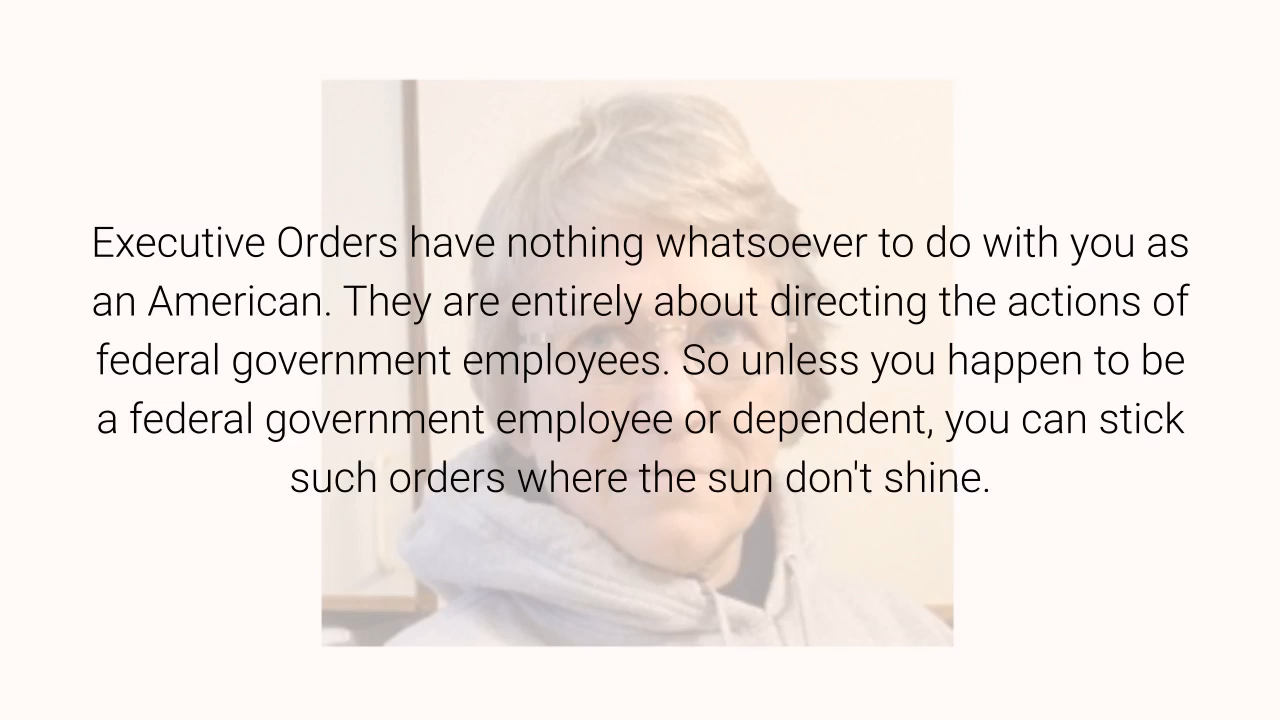 Executive Orders have nothing whatsoever to do with you as
an American. They are entirely about directing the actions of
federal government employees. So unless you happen to be
a federal government employee or dependent, you can stick
such orders where the sun don't shine.